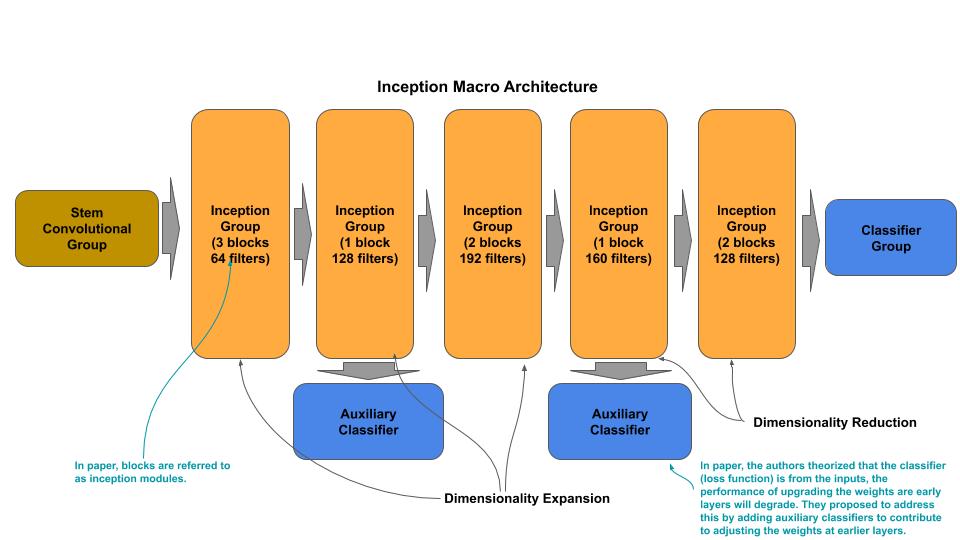 Inception Macro Architecture
Stem
Convolutional
Group
Inception
Group
(3 blocks
64 filters)
Inception
Group
(1 block
128 filters)
Inception
Group
(2 blocks
192 filters)
Inception
Group
(1 block
160 filters)
Inception
Group
(2 blocks
128 filters)
Classifier
Group
Auxiliary
Classifier
Auxiliary
Classifier
Dimensionality Reduction
In paper, blocks are referred to
as inception modules.
Dimensionality Expansion
In paper, the authors theorized that the classifier
(loss function) is from the inputs, the
performance of upgrading the weights are early
layers will degrade. They proposed to address
this by adding auxiliary classifiers to contribute
to adjusting the weights at earlier layers.